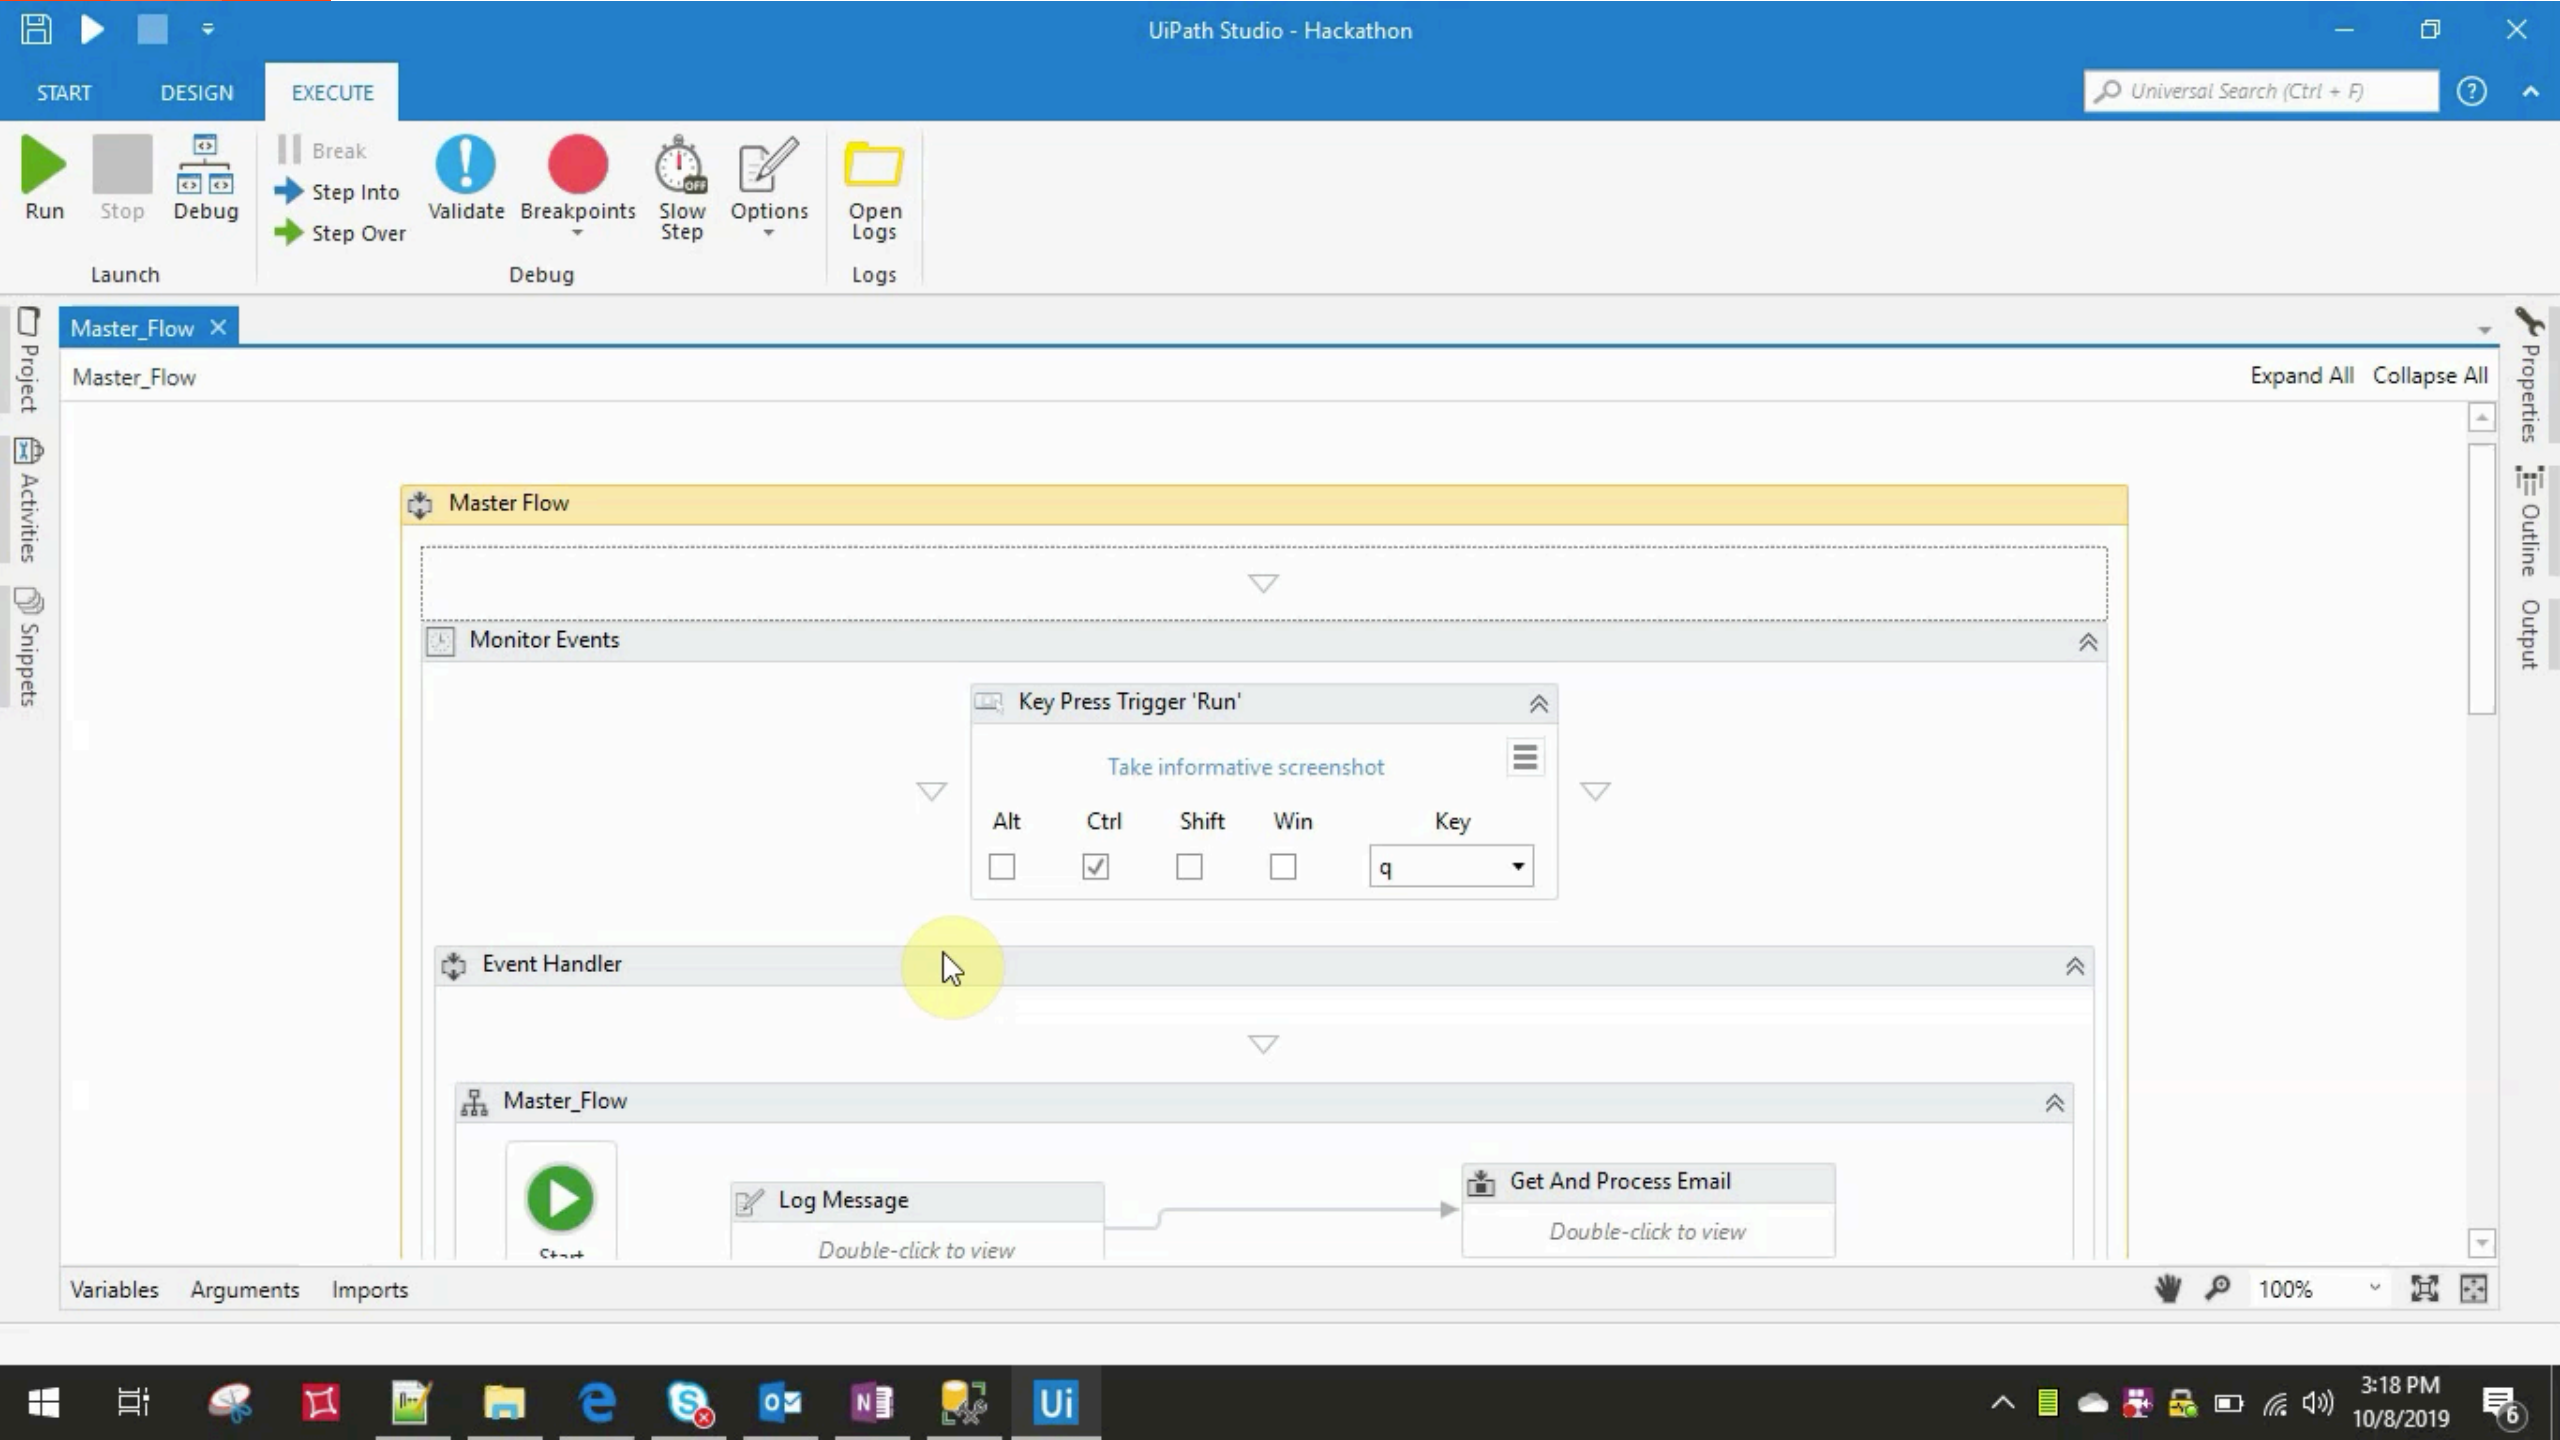 UiPath Studio - Hackathon
START DESIGN EXECUTE
Universal Search (Ctrl + F)
Run Stop Debug
Break
Step Into
Step Over
Validate Breakpoints Slow Step Options
Open Logs
Launch Debug Logs
Master_Flow
Master_Flow Expand All Collapse All
Project
Activities
Snippets
Properties
Outline
Output
Master Flow
Monitor Events
Key Press Trigger 'Run'
Take informative screenshot
Alt Ctrl Shift Win Key
q
Event Handler
Master_Flow
Start
Log Message
Double-click to view
Get And Process Email
Double-click to view
Variables Arguments Imports 100%
OFF
Ui
3:18 PM
10/8/2019
6